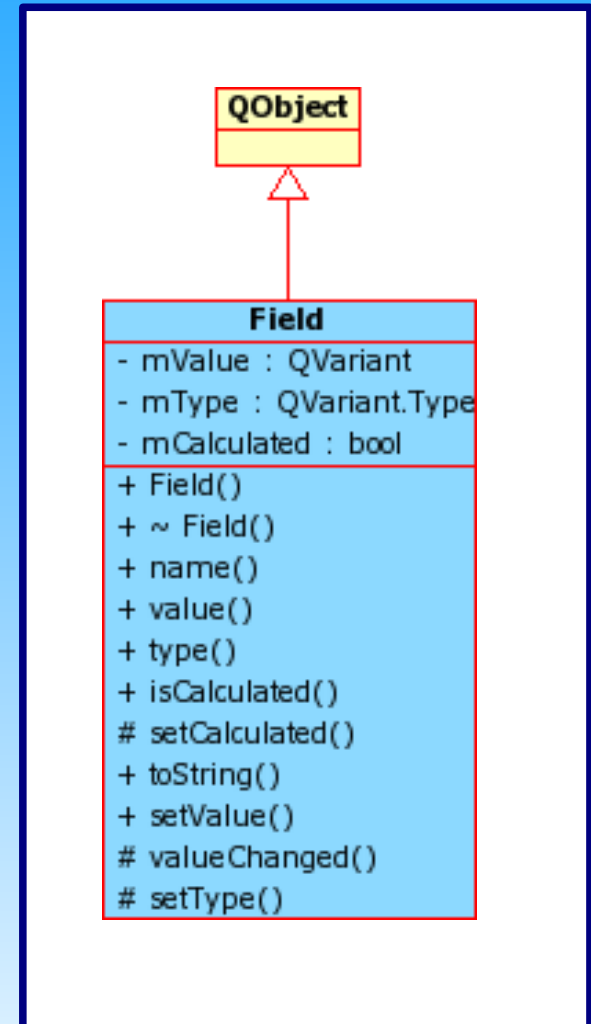 QObject
Field
- mValue : QVariant
- mType : QVariant.Type
- mCalculated : bool
+ Field()
+ ~ Field()
+ name()
+ value()
+ type()
+ isCalculated()
# setCalculated()
+ toString()
+ setValue()
# valueChanged()
# setType()